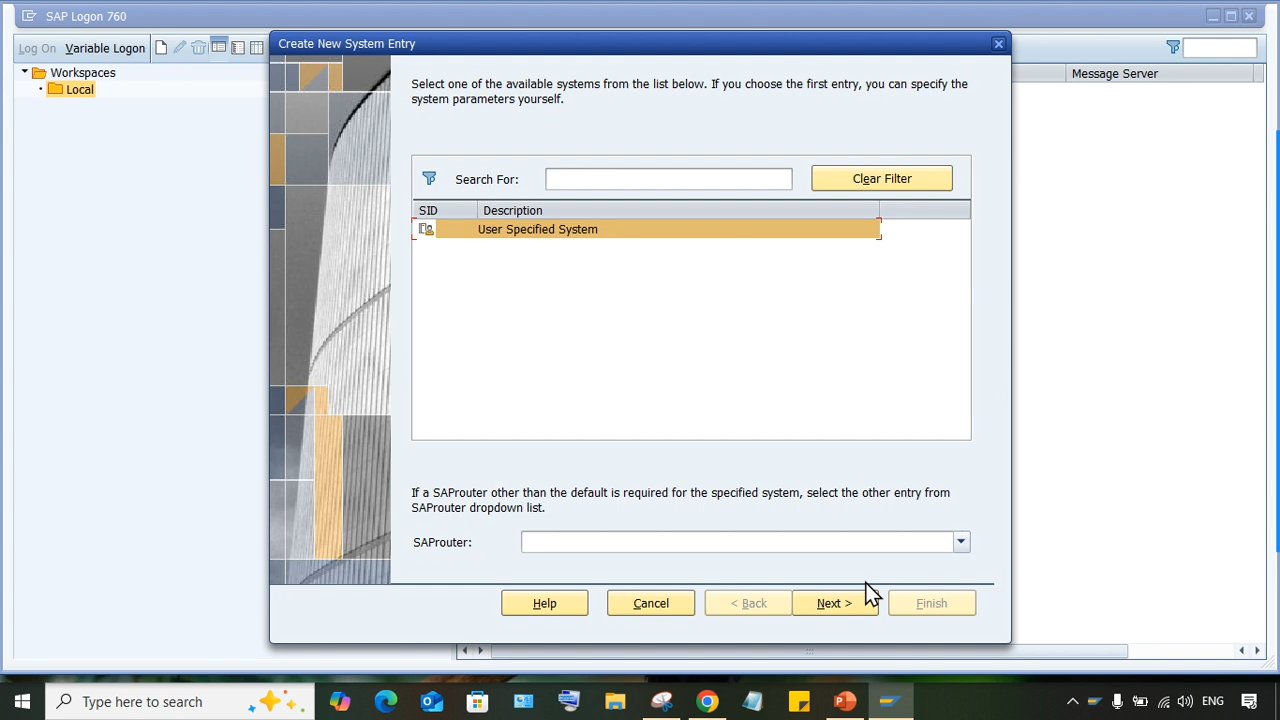 SAP Logon 760
Log On Variable Logon
Workspaces
Local
Message Server
Create New System Entry
Select one of the available systems from the list below. If you choose the first entry, you can specify the
system parameters yourself.
Search For:
Clear Filter
SID Description
User Specified System
If a SAProuter other than the default is required for the specified system, select the other entry from
SAProuter dropdown list.
SAProuter:
Help Cancel < Back Next > Finish
Type here to search
ENG